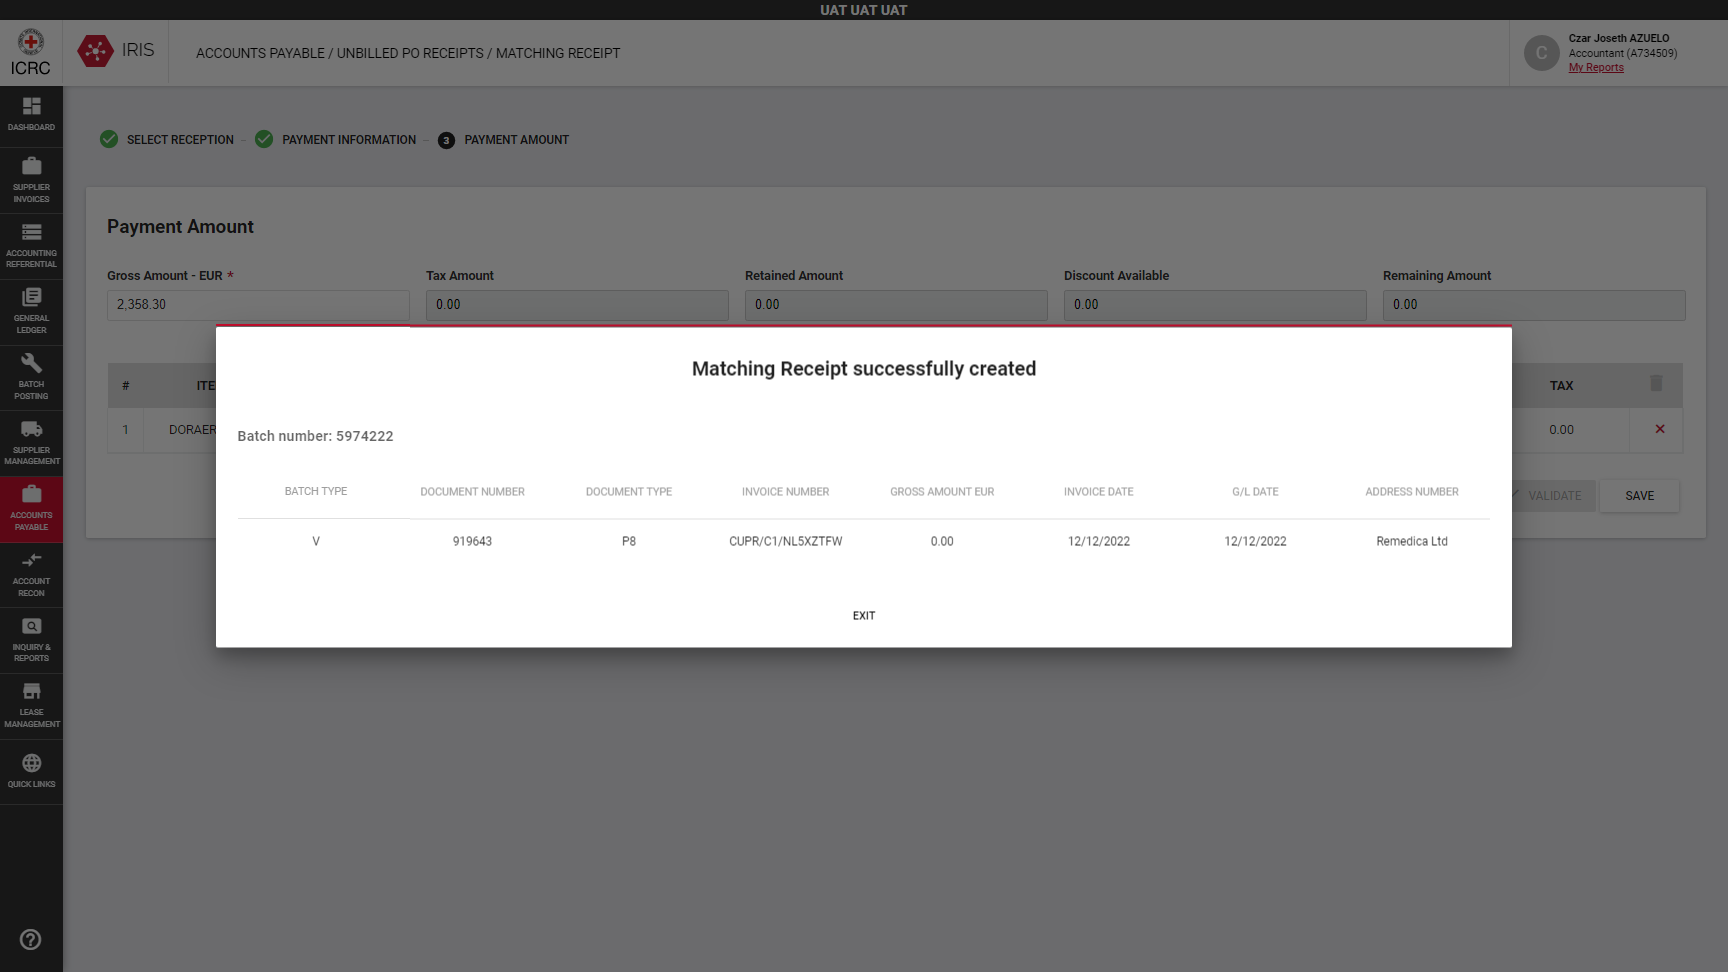 UAT UAT UAT
ICRC
IRIS
ACCOUNTS PAYABLE / UNBILLED PO RECEIPTS / MATCHING RECEIPT
C
Czar Joseth AZUELO
Accountant (A734509)
My Reports
DASHBOARD
SUPPLIER
INVOICES
ACCOUNTING
REFERENTIAL
GENERAL
LEDGER
BATCH
POSTING
SUPPLIER
MANAGEMENT
ACCOUNTS
PAYABLE
ACCOUNT
RECON
INQUIRY &
REPORTS
LEASE
MANAGEMENT
QUICK LINKS
SELECT RECEPTION - PAYMENT INFORMATION - 3 PAYMENT AMOUNT
Payment Amount
Gross Amount - EUR * Tax Amount Retained Amount Discount Available Remaining Amount
2,358.30 0.00 0.00 0.00 0.00
# ITE TAX
1 DORAER 0.00
VALIDATE SAVE
Matching Receipt successfully created
Batch number: 5974222
BATCH TYPE DOCUMENT NUMBER DOCUMENT TYPE INVOICE NUMBER GROSS AMOUNT EUR INVOICE DATE G/L DATE ADDRESS NUMBER
V 919643 P8 CUPR/C1/NL5XZTFW 0.00 12/12/2022 12/12/2022 Remedica Ltd
EXIT